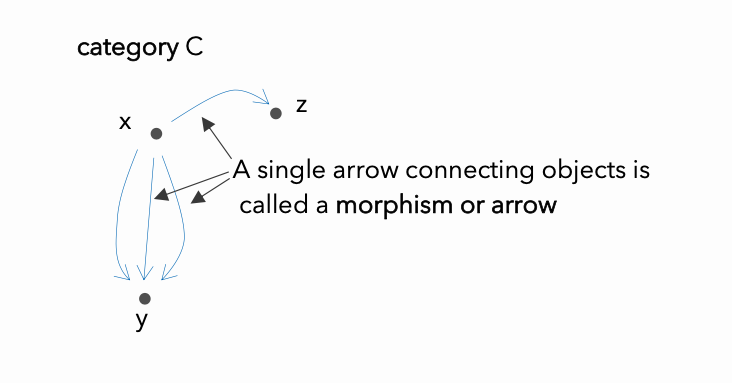 category C
z
x
A single arrow connecting objects is
called a morphism or arrow
y